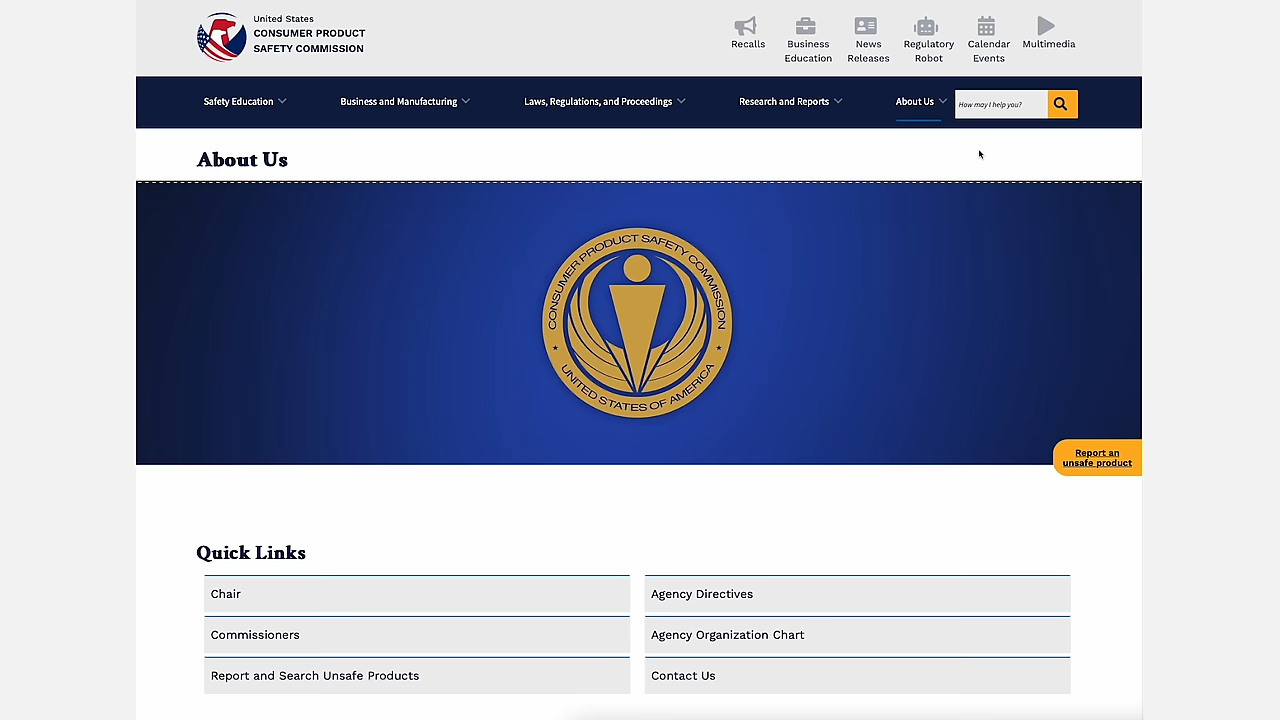 United States
CONSUMER PRODUCT
SAFETY COMMISSION
Recalls
Business
Education
News
Releases
Regulatory
Robot
Calendar
Events
Multimedia
Safety Education
Business and Manufacturing
Laws, Regulations, and Proceedings
Research and Reports
About Us
How may I help you?
About Us
CONSUMER PRODUCT SAFETY COMMISSION
UNITED STATES OF AMERICA
Report an
unsafe product
Quick Links
Chair
Agency Directives
Commissioners
Agency Organization Chart
Report and Search Unsafe Products
Contact Us